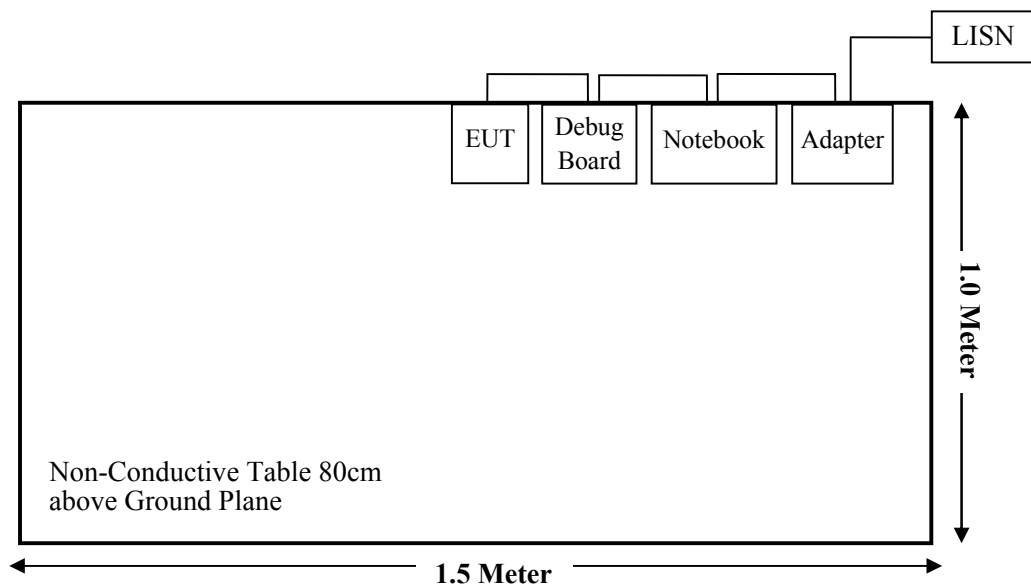 LISN
EUT
Debug
Board
Notebook
Adapter
1.0 Meter
Non-Conductive Table 80cm
above Ground Plane
1.5 Meter